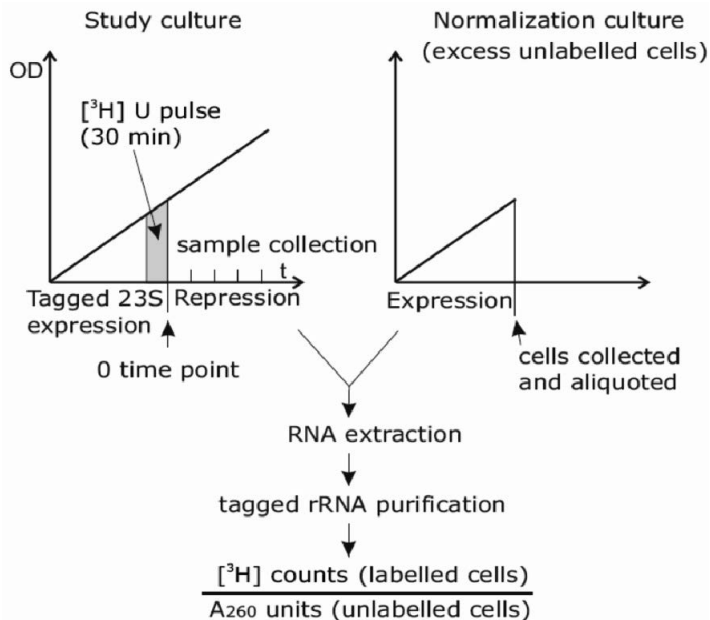 Study culture
OD
[³H] U pulse
(30 min)
sample collection
t
Tagged 23S
expression
Repression
0 time point
Normalization culture
(excess unlabelled cells)
Expression
cells collected
and aliquoted
RNA extraction
tagged rRNA purification
[³H] counts (labelled cells)
A₂₆₀ units (unlabelled cells)